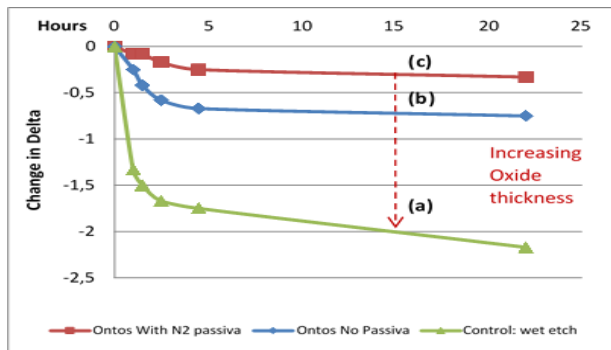 Hours 0 5 10 15 20 25
0
-0,5
-1
-1,5
-2
-2,5
Change in Delta
(c)
(b)
(a)
Increasing
Oxide
thickness
Ontos With N2 passiva Ontos No Passiva Control: wet etch